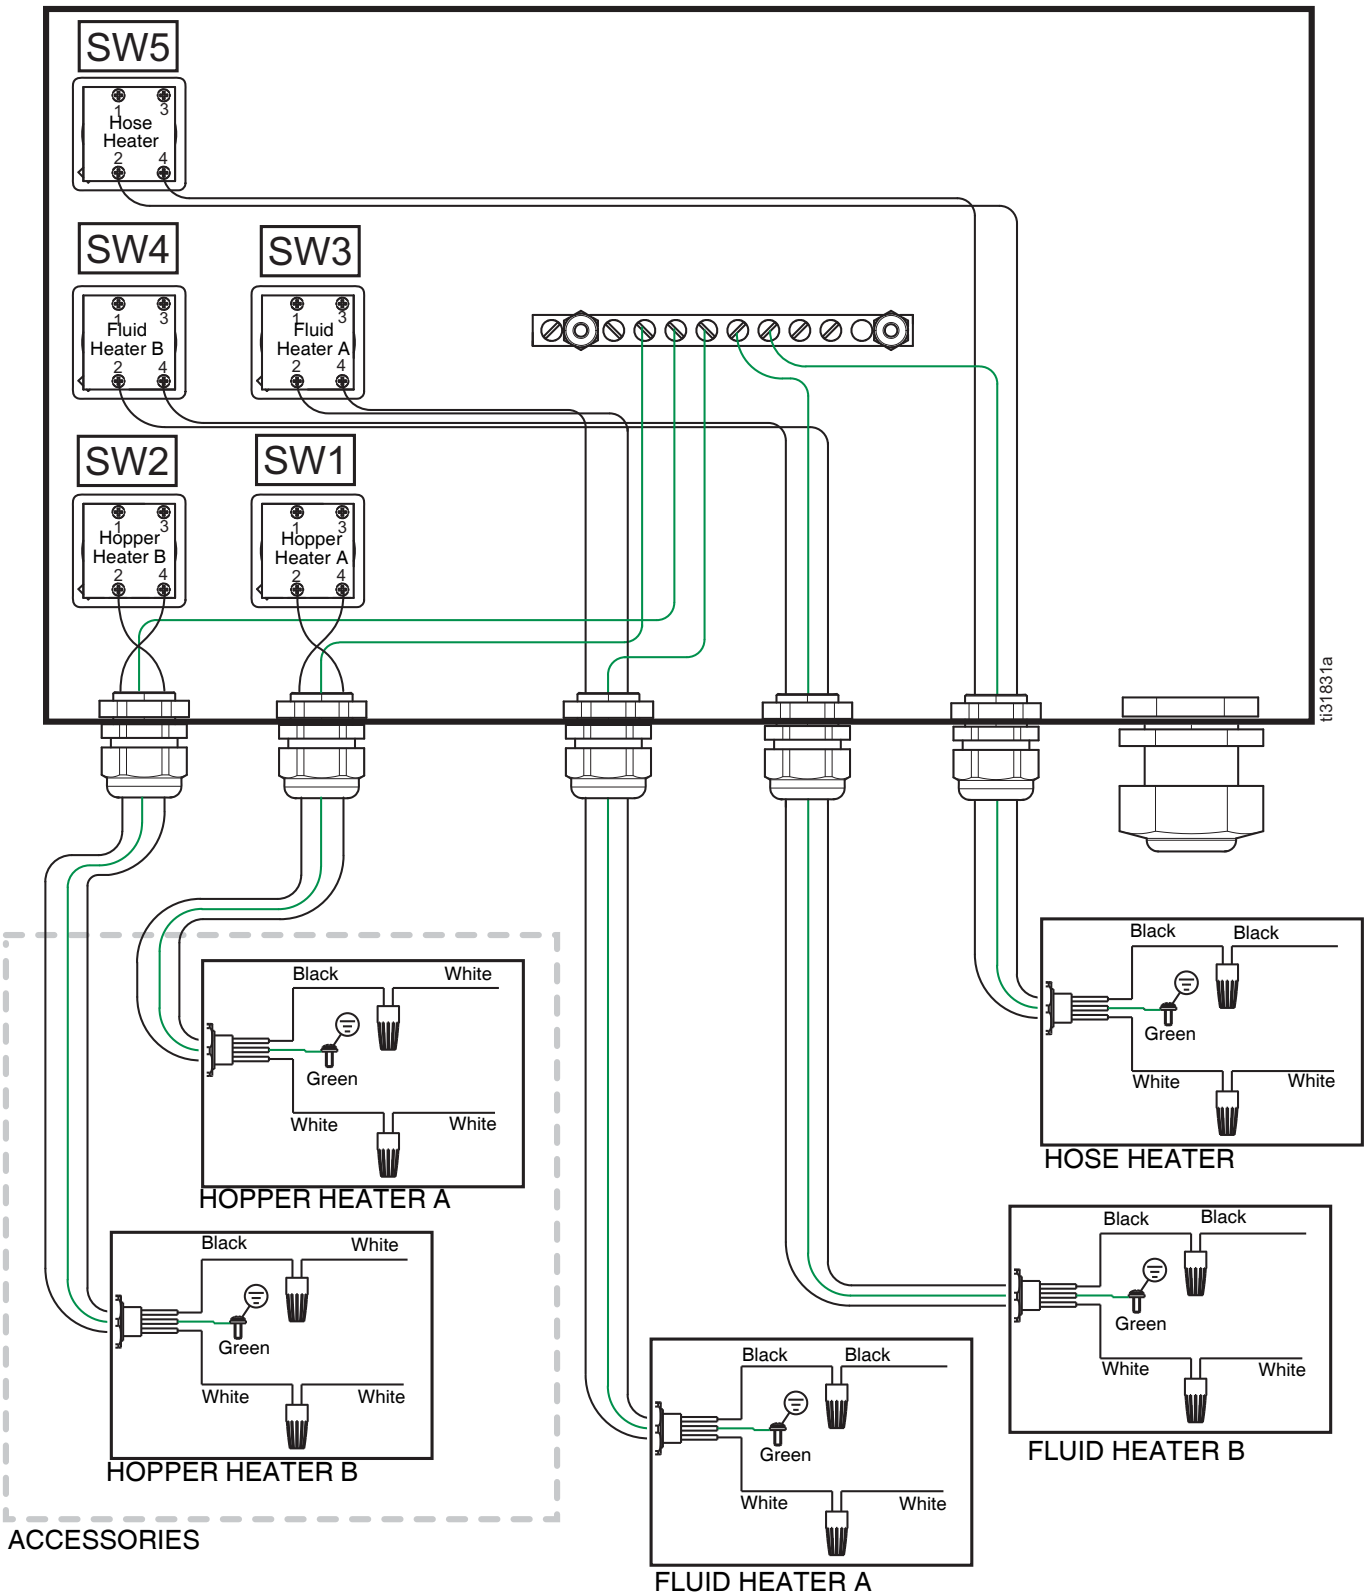 SW5
1 3
Hose
Heater
2 4
SW4
1 3
Fluid
Heater B
2 4
SW3
1 3
Fluid
Heater A
2 4
SW2
1 3
Hopper
Heater B
2 4
SW1
1 3
Hopper
Heater A
2 4
ti31831a
Black White
Green
White White
HOPPER HEATER A
Black White
Green
White White
HOPPER HEATER B
ACCESSORIES
Black Black
Green
White White
FLUID HEATER A
Black Black
Green
White White
FLUID HEATER B
Black Black
Green
White White
HOSE HEATER